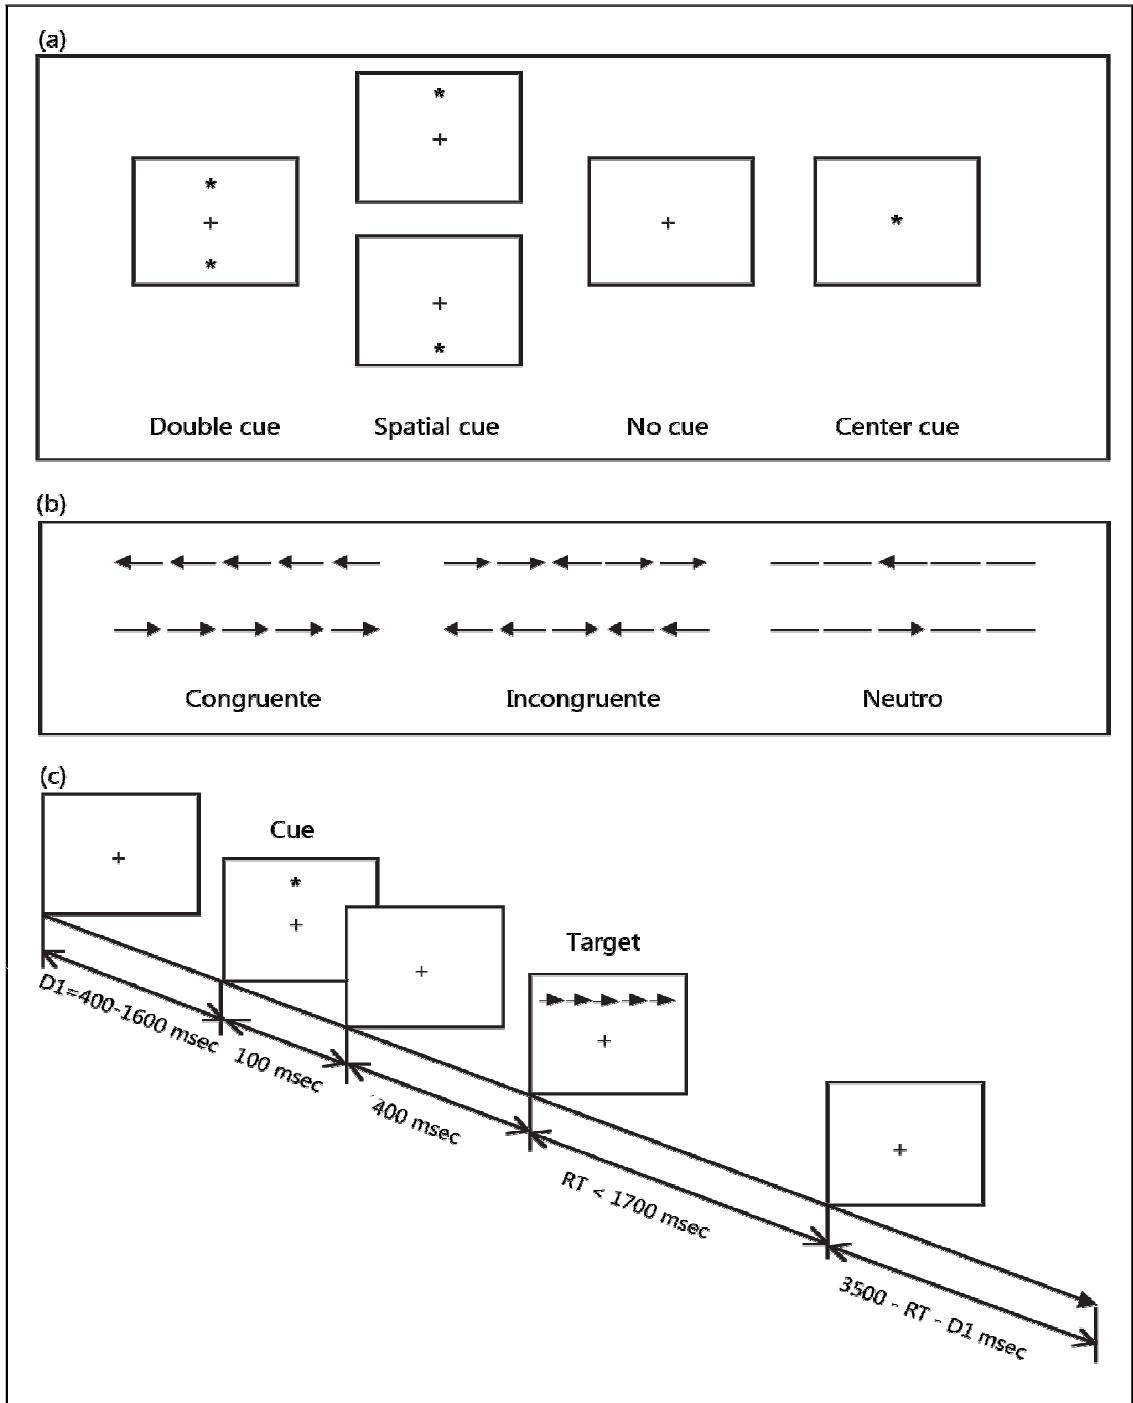 (a)
Double cue
Spatial cue
No cue
Center cue
(b)
Congruente
Incongruente
Neutro
(c)
Cue
Target
D1=400-1600 msec
100 msec
400 msec
RT < 1700 msec
3500 - RT - D1 msec